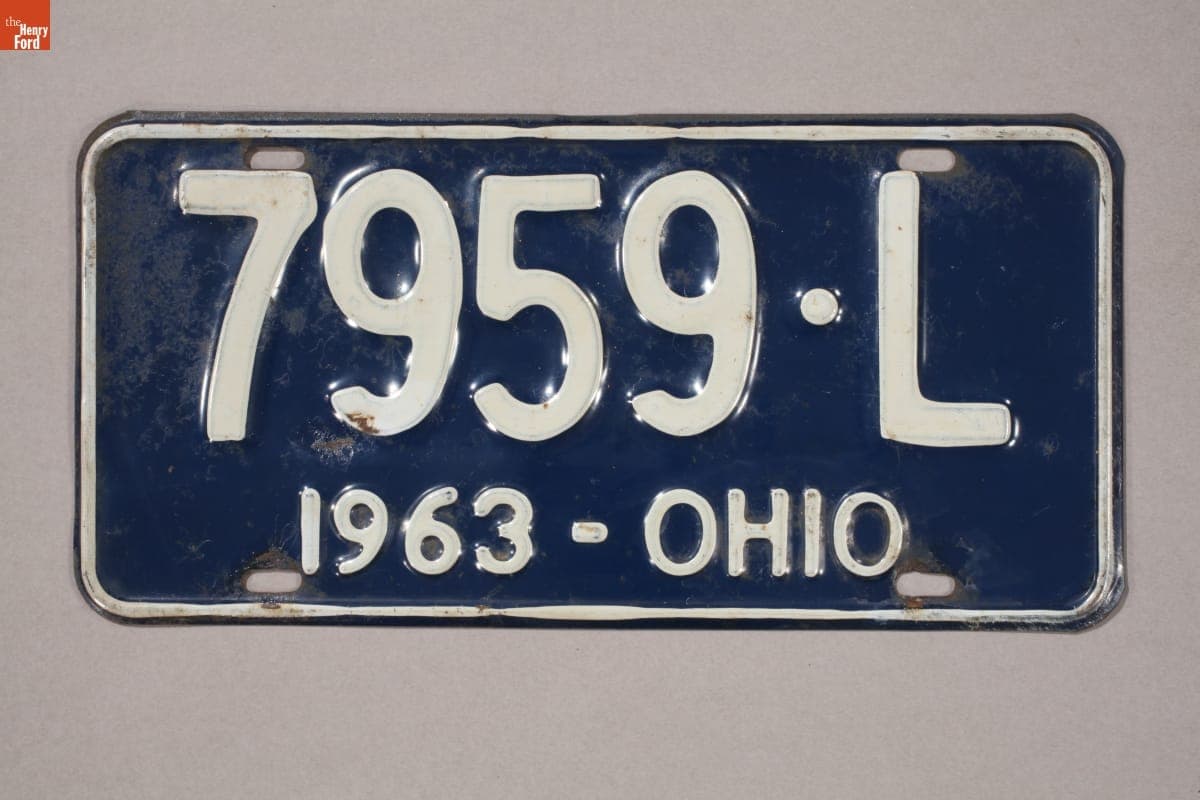 the
Henry
Ford
7959·L
1963-OHIO